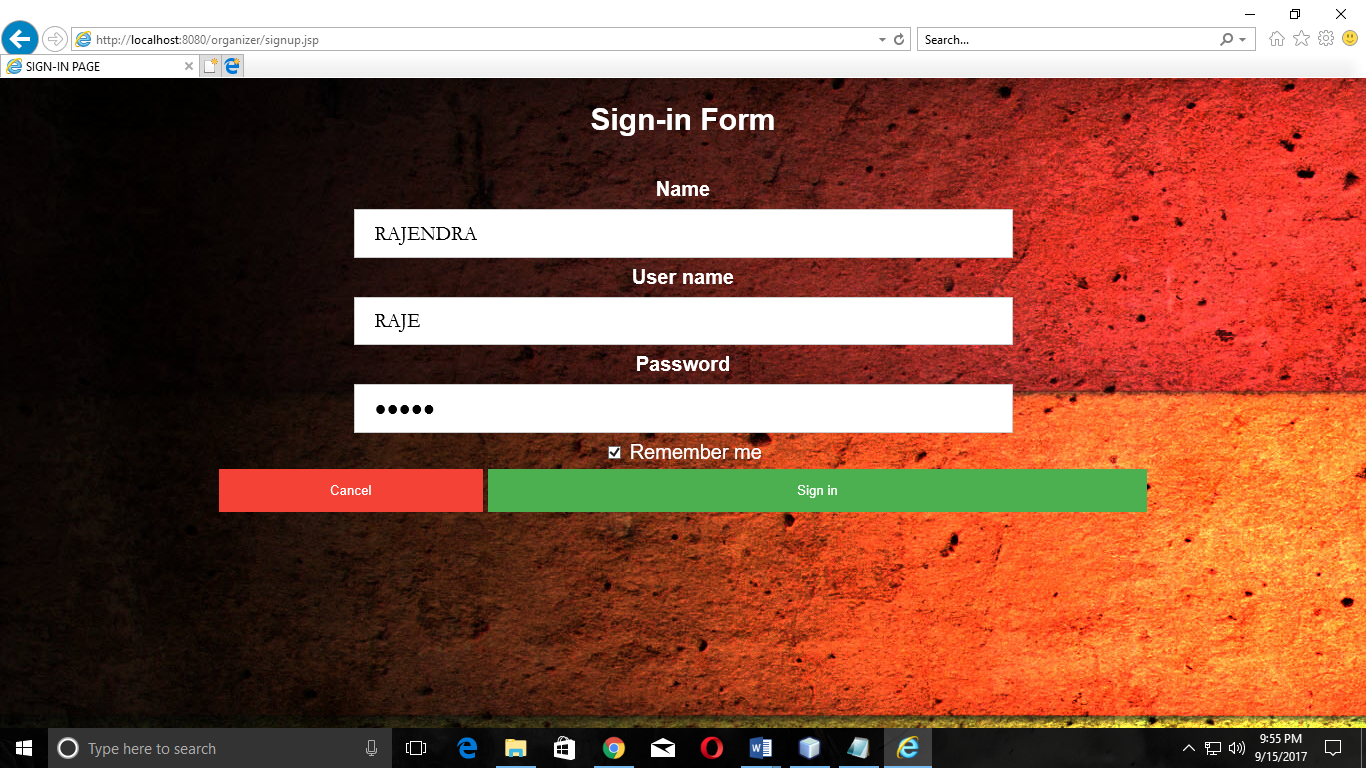 http://localhost:8080/organizer/signup.jsp
Search...
SIGN-IN PAGE
Sign-in Form
Name
RAJENDRA
User name
RAJE
Password
●●●●●
Remember me
Cancel
Sign in
Type here to search
9:55 PM
9/15/2017